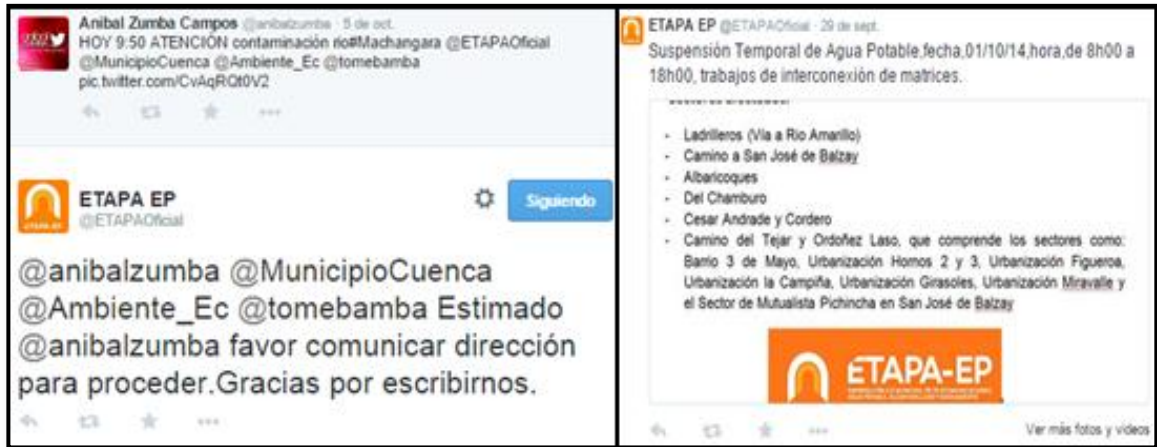 Anibal Zumba Campos @anibalzumba · 5 de oct.
HOY 9:50 ATENCIÓN contaminación rio#Machangara @ETAPAOficial
@MunicipioCuenca @Ambiente_Ec @tomebamba
pic.twitter.com/CvAqRQt0V2
ETAPA EP
@ETAPAOficial
Siguiendo
@anibalzumba @MunicipioCuenca
@Ambiente_Ec @tomebamba Estimado
@anibalzumba favor comunicar dirección
para proceder.Gracias por escribirnos.
ETAPA EP @ETAPAOficial · 29 de sept.
Suspensión Temporal de Agua Potable,fecha,01/10/14,hora,de 8h00 a
18h00, trabajos de interconexión de matrices.
- Ladrilleros (Vía a Rio Amarillo)
- Camino a San José de Balzay
- Albaricoques
- Del Chamburo
- Cesar Andrade y Cordero
- Camino del Tejar y Ordoñez Laso, que comprende los sectores como:
Barrio 3 de Mayo, Urbanización Hornos 2 y 3, Urbanización Figueroa,
Urbanización la Campiña, Urbanización Girasoles, Urbanización Miravalle y
el Sector de Mutualista Pichincha en San José de Balzay
ETAPA-EP
Ver más fotos y videos